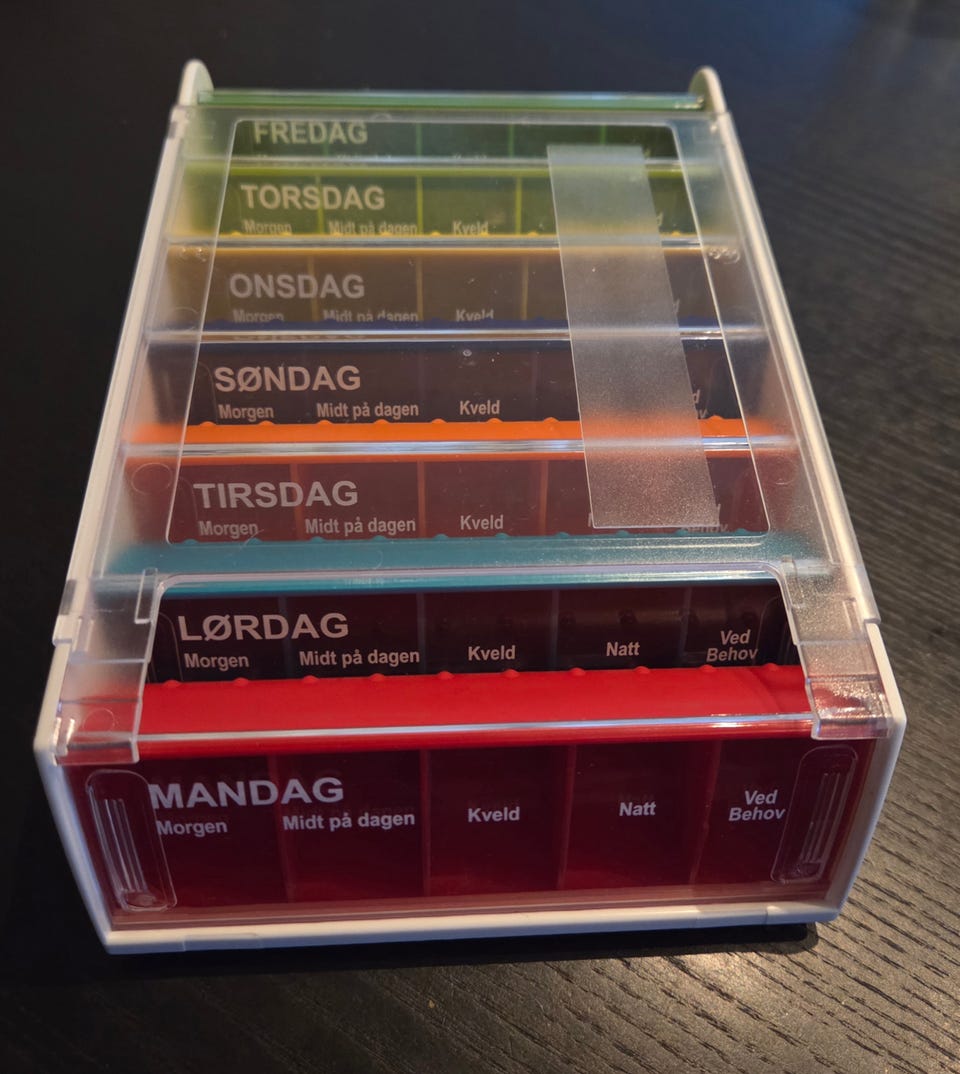 FREDAG
TORSDAG
Morgen Midt på dagen Kveld
ONSDAG
Morgen Midt på dagen Kveld
SØNDAG
Morgen Midt på dagen Kveld
TIRSDAG
Morgen Midt på dagen Kveld
LØRDAG
Morgen Midt på dagen Kveld Natt Ved
Behov
MANDAG
Morgen Midt på dagen Kveld Natt Ved
Behov